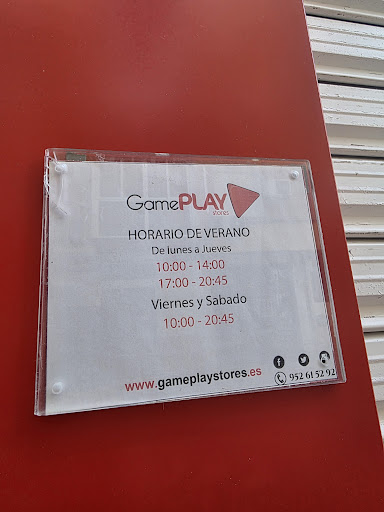 GamePLAY
stores
HORARIO DE VERANO
De lunes a Jueves
10:00 - 14:00
17:00 - 20:45
Viernes y Sabado
10:00 - 20:45
www.gameplaystores.es
952 61 52 92